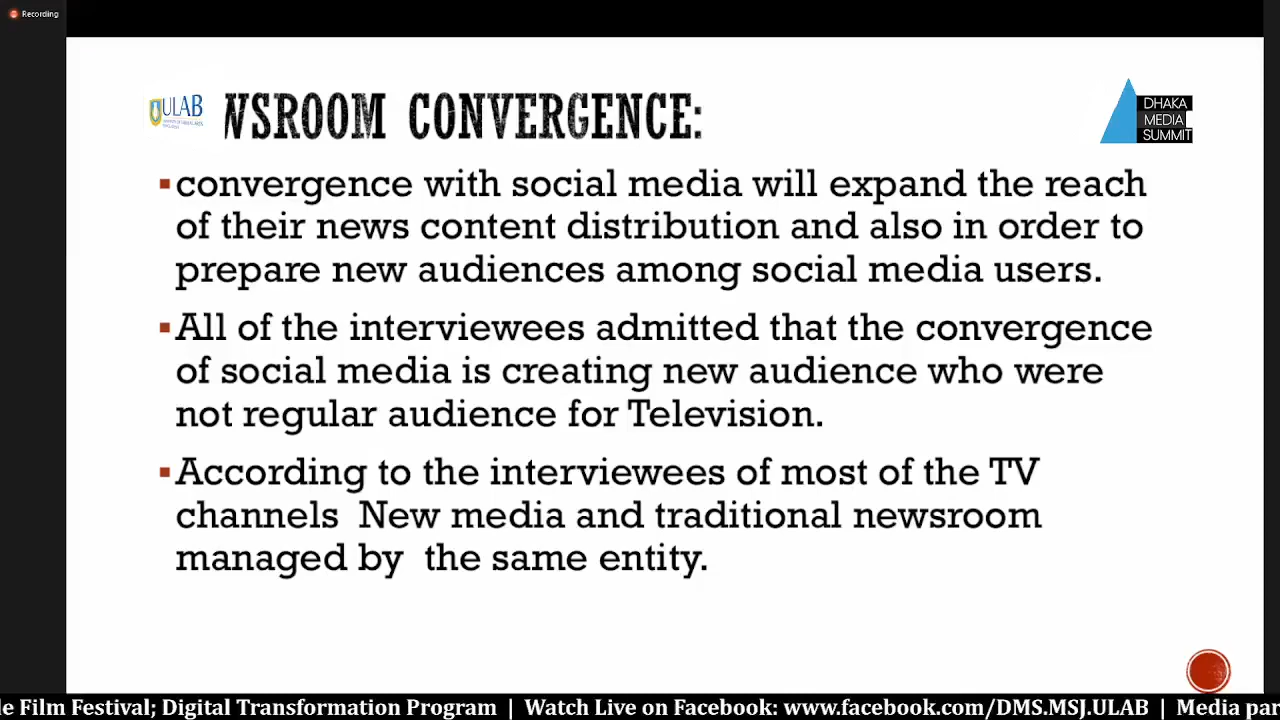 Recording
ULAB
WSROOM CONVERGENCE:
DHAKA
MEDIA
SUMMIT
▪convergence with social media will expand the reach
of their news content distribution and also in order to
prepare new audiences among social media users.
▪All of the interviewees admitted that the convergence
of social media is creating new audience who were
not regular audience for Television.
▪According to the interviewees of most of the TV
channels  New media and traditional newsroom
managed by  the same entity.
le Film Festival; Digital Transformation Program | Watch Live on Facebook: www.facebook.com/DMS.MSJ.ULAB | Media par